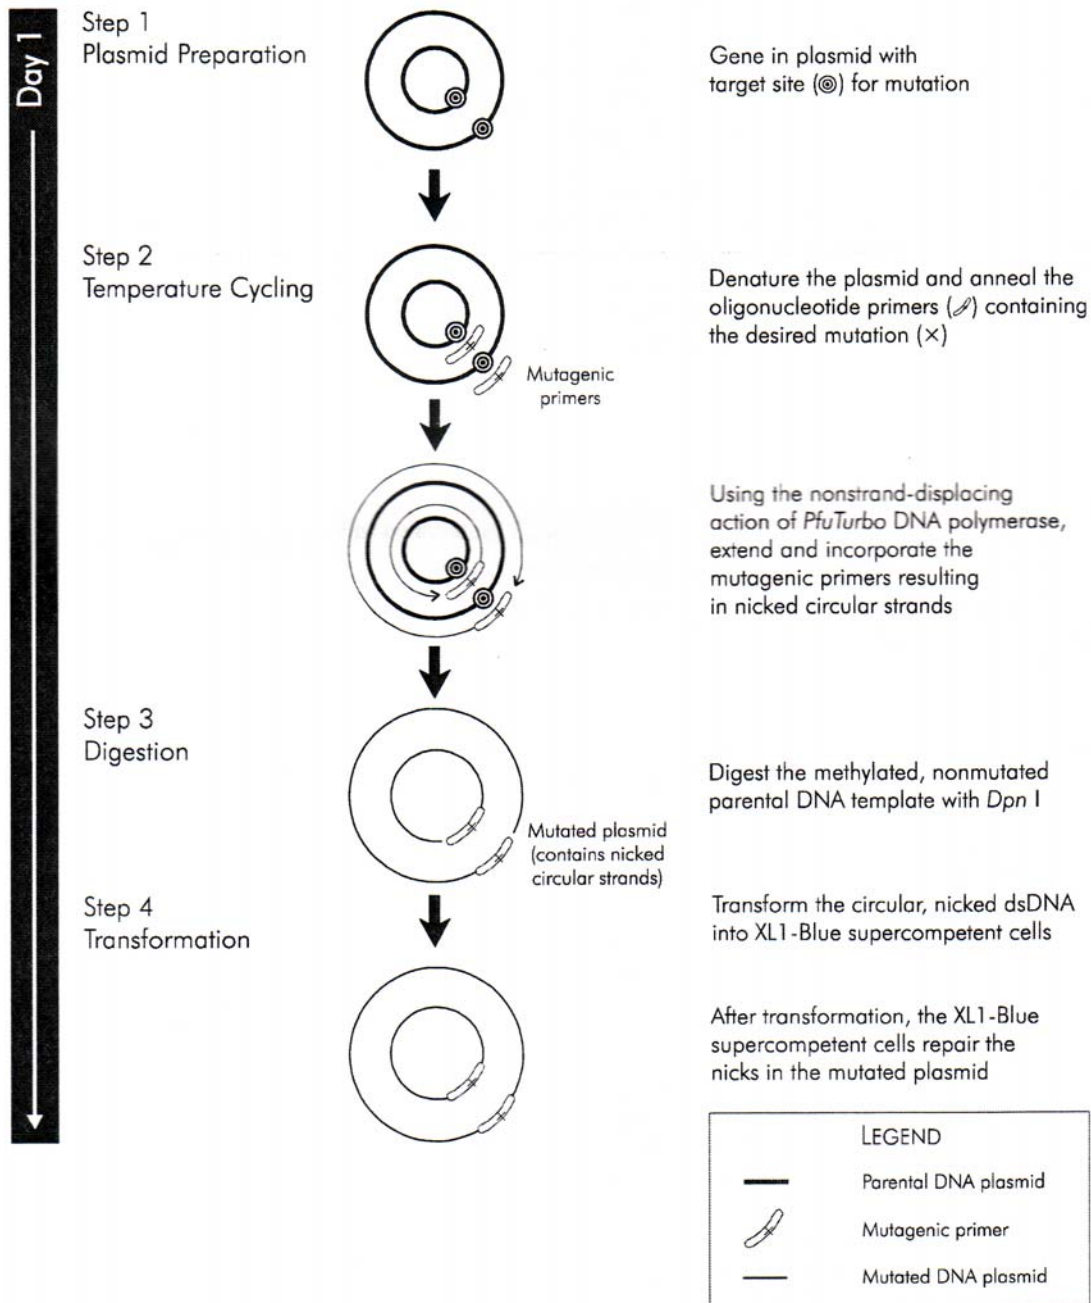 Day 1
Step 1
Plasmid Preparation
Gene in plasmid with
target site (◎) for mutation
Step 2
Temperature Cycling
Denature the plasmid and anneal the
oligonucleotide primers () containing
the desired mutation (×)
Mutagenic
primers
Using the nonstrand-displacing
action of PfuTurbo DNA polymerase,
extend and incorporate the
mutagenic primers resulting
in nicked circular strands
Step 3
Digestion
Digest the methylated, nonmutated
parental DNA template with Dpn I
Mutated plasmid
(contains nicked
circular strands)
Step 4
Transformation
Transform the circular, nicked dsDNA
into XL1-Blue supercompetent cells
After transformation, the XL1-Blue
supercompetent cells repair the
nicks in the mutated plasmid
LEGEND
Parental DNA plasmid
Mutagenic primer
Mutated DNA plasmid